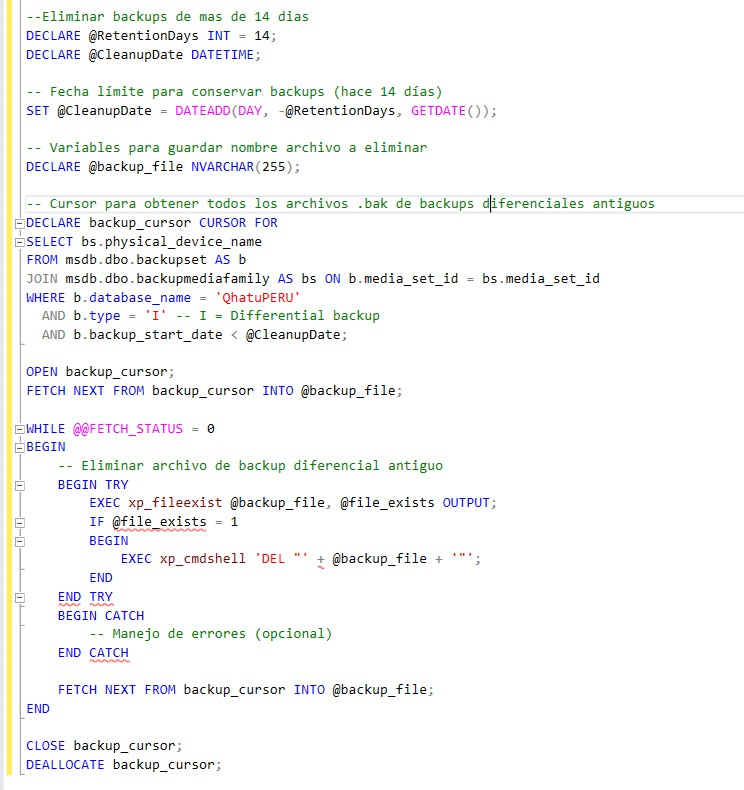 --Eliminar backups de mas de 14 dias
DECLARE @RetentionDays INT = 14;
DECLARE @CleanupDate DATETIME;
-- Fecha límite para conservar backups (hace 14 días)
SET @CleanupDate = DATEADD(DAY, -@RetentionDays, GETDATE());
-- Variables para guardar nombre archivo a eliminar
DECLARE @backup_file NVARCHAR(255);
-- Cursor para obtener todos los archivos .bak de backups diferenciales antiguos
DECLARE backup_cursor CURSOR FOR
SELECT bs.physical_device_name
FROM msdb.dbo.backupset AS b
JOIN msdb.dbo.backupmediafamily AS bs ON b.media_set_id = bs.media_set_id
WHERE b.database_name = 'QhatuPERU'
  AND b.type = 'I' -- I = Differential backup
  AND b.backup_start_date < @CleanupDate;
OPEN backup_cursor;
FETCH NEXT FROM backup_cursor INTO @backup_file;
WHILE @@FETCH_STATUS = 0
BEGIN
    -- Eliminar archivo de backup diferencial antiguo
    BEGIN TRY
        EXEC xp_fileexist @backup_file, @file_exists OUTPUT;
        IF @file_exists = 1
        BEGIN
            EXEC xp_cmdshell 'DEL "' + @backup_file + '"';
        END
    END TRY
    BEGIN CATCH
        -- Manejo de errores (opcional)
    END CATCH
    FETCH NEXT FROM backup_cursor INTO @backup_file;
END
CLOSE backup_cursor;
DEALLOCATE backup_cursor;